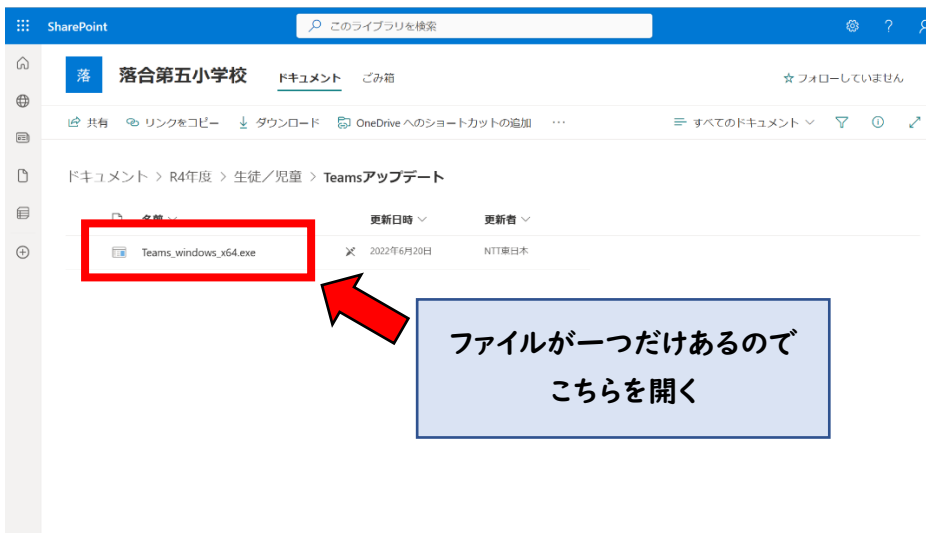 SharePoint
このライブラリを検索
?
落
落合第五小学校
ドキュメント
ごみ箱
☆ フォローしていません
共有
リンクをコピー
ダウンロード
OneDrive へのショートカットの追加
…
すべてのドキュメント
ドキュメント > R4年度 > 生徒/児童 > Teamsアップデート
名前
更新日時
更新者
Teams_windows_x64.exe
2022年6月20日
NTT東日本
ファイルが一つだけあるので
こちらを開く